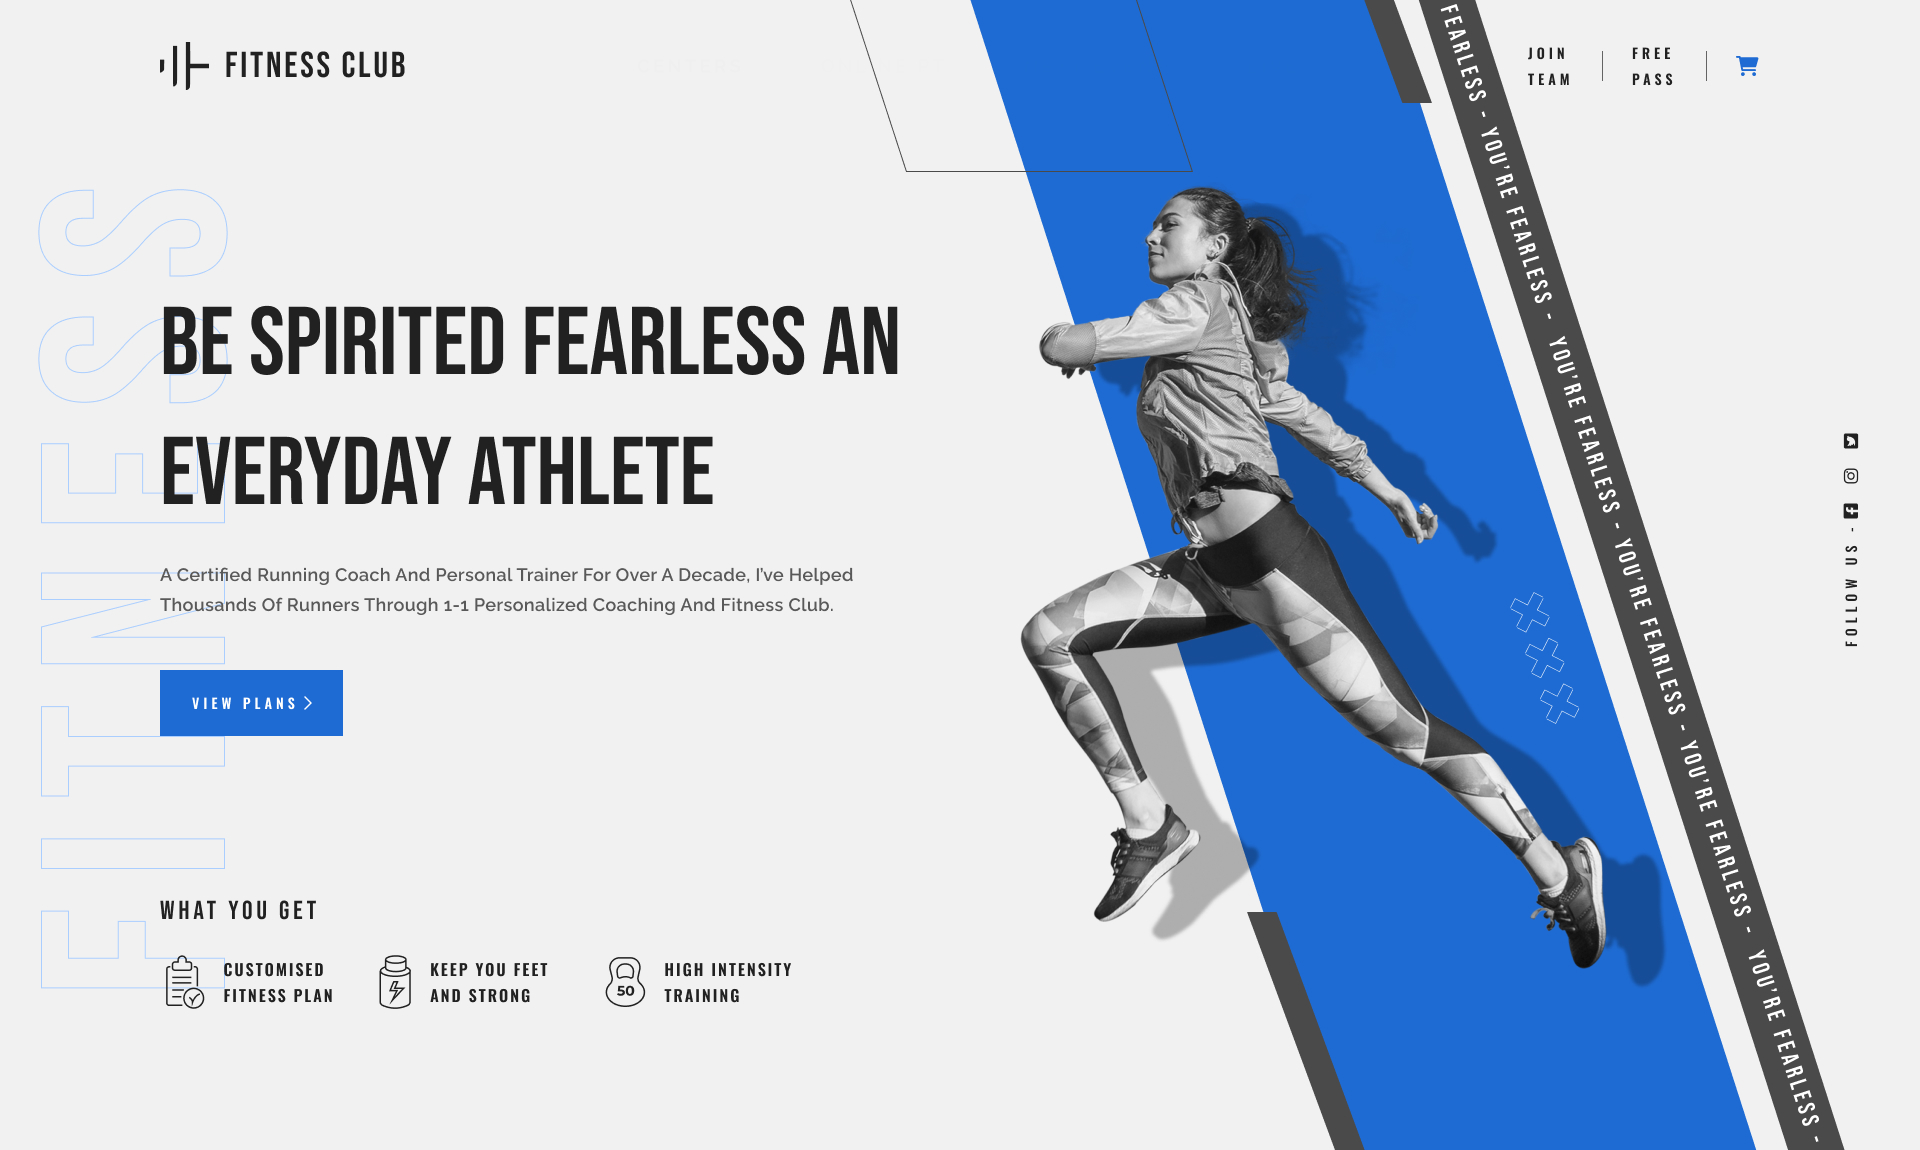 FITNESS CLUB
JOIN
TEAM
FREE
PASS
FITNESS
BE SPIRITED FEARLESS AN
EVERYDAY ATHLETE
A Certified Running Coach And Personal Trainer For Over A Decade, I've Helped
Thousands Of Runners Through 1-1 Personalized Coaching And Fitness Club.
VIEW PLANS
WHAT YOU GET
CUSTOMISED
FITNESS PLAN
KEEP YOU FEET
AND STRONG
50
HIGH INTENSITY
TRAINING
FEARLESS - YOU'RE FEARLESS - YOU'RE FEARLESS - YOU'RE FEARLESS - YOU'RE FEARLESS - YOU'RE FEARLESS -
FOLLOW US -